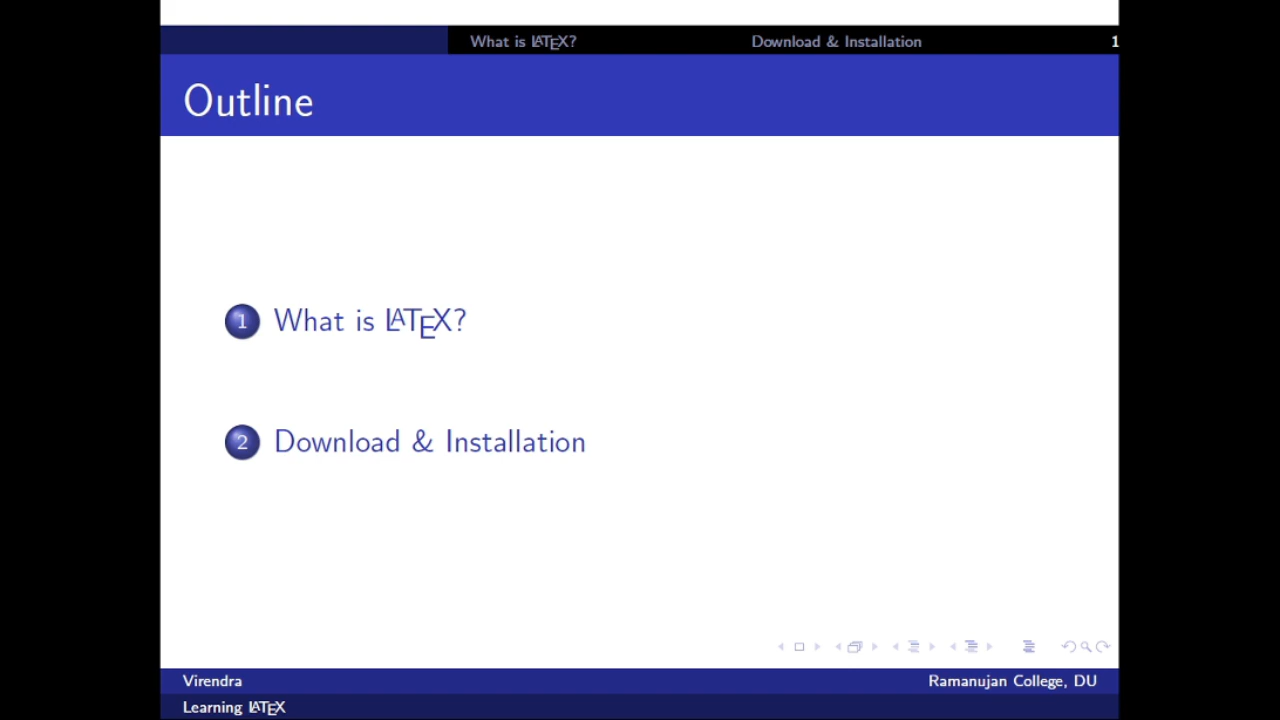 What is LATEX? Download & Installation 1
Outline
1 What is LATEX?
2 Download & Installation
Virendra Ramanujan College, DU
Learning LATEX